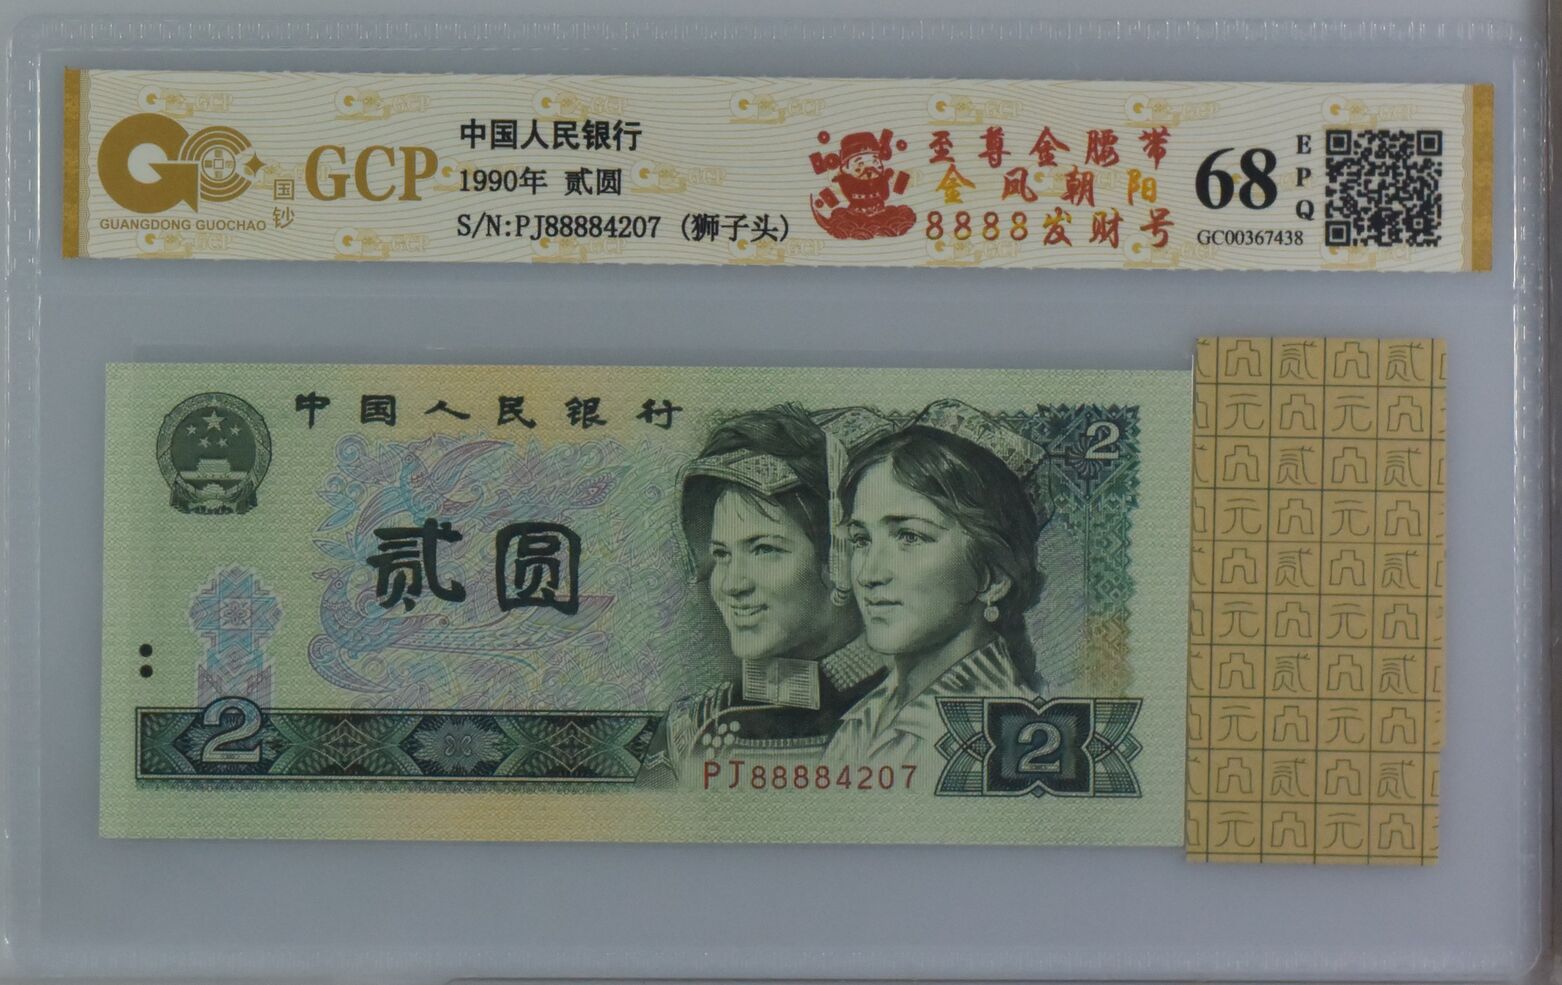 GCP
国钞
GUANGDONG GUOCHAO
中国人民银行
1990年 贰圆
S/N:PJ88884207 (狮子头)
至尊金腰带
金凤朝阳
8888发财号
68
EPQ
GC00367438
中国人民银行
2
贰圆
2
2
PJ88884207